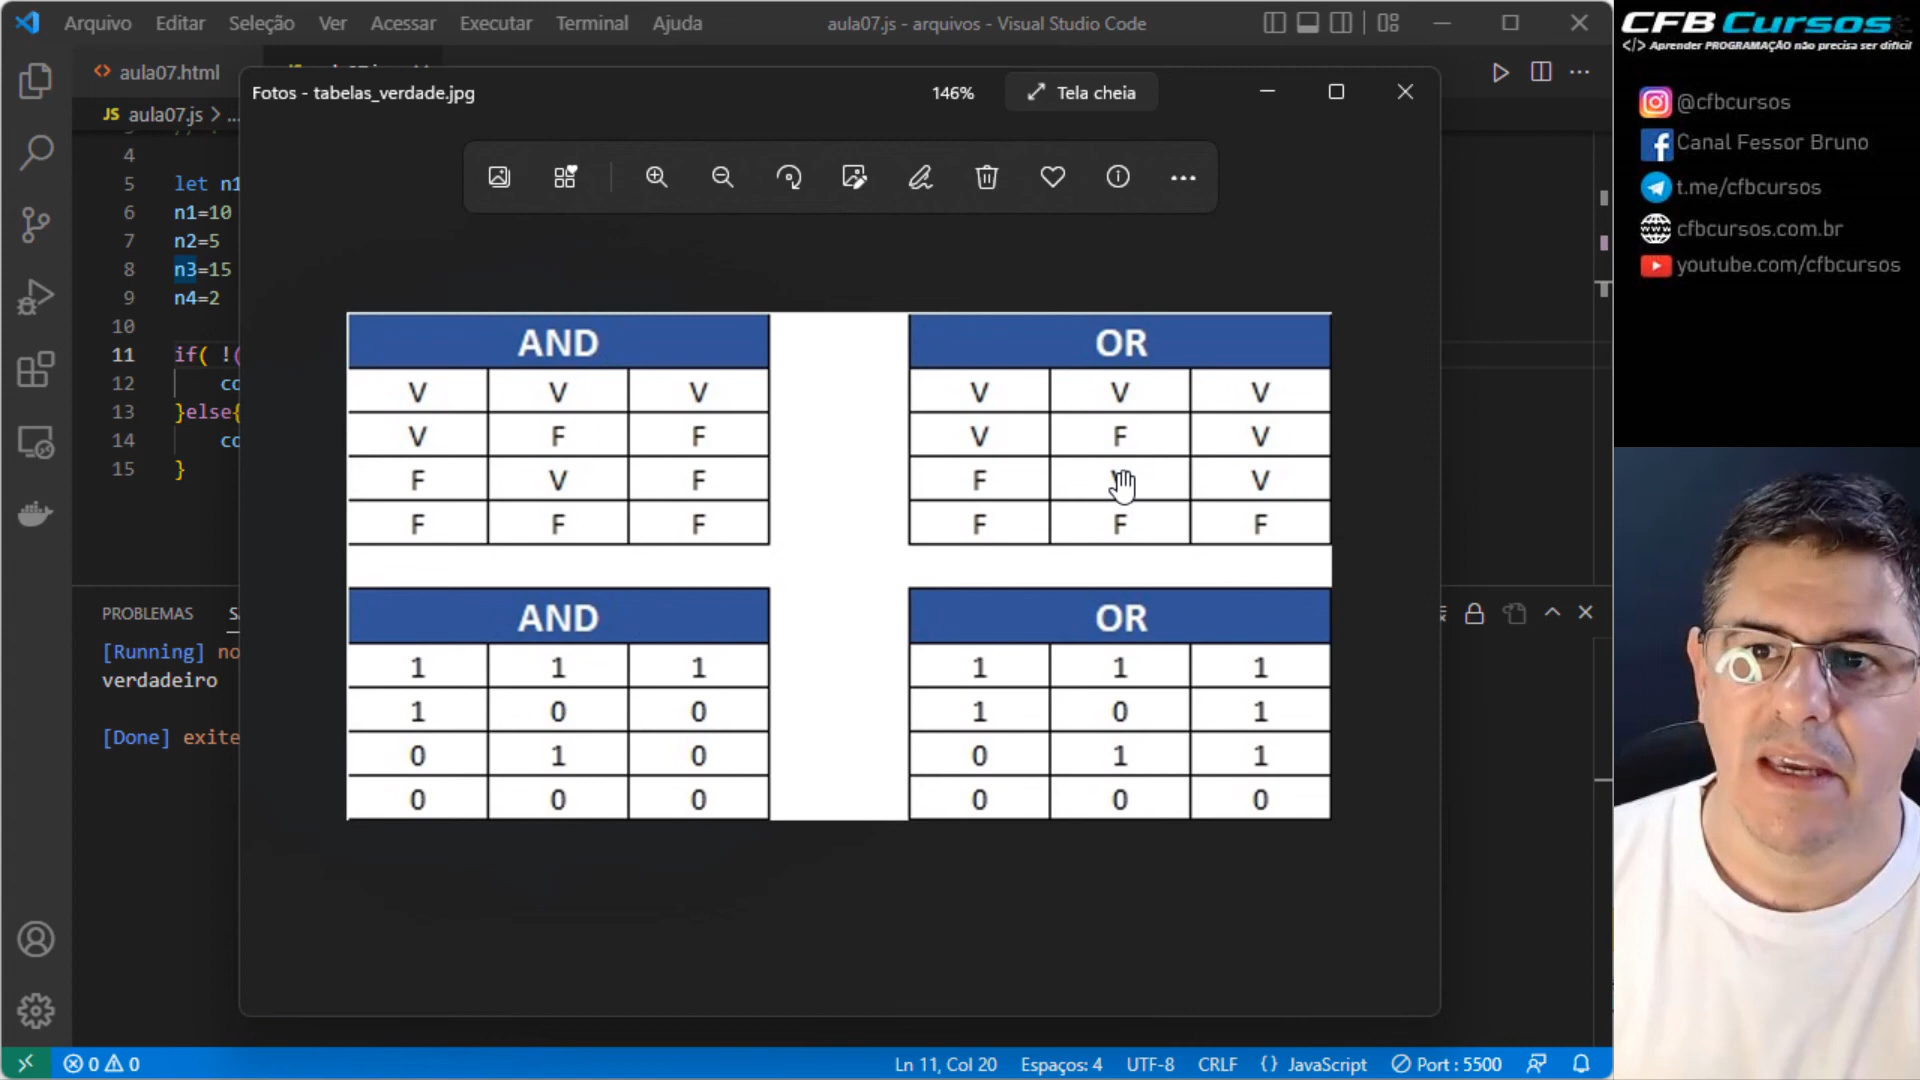 Arquivo Editar Seleção Ver Acessar Executar Terminal Ajuda aula07.js - arquivos - Visual Studio Code
aula07.html
JS aula07.js > ...
Fotos - tabelas_verdade.jpg 146% Tela cheia
4
5 let n1
6 n1=10
7 n2=5
8 n3=15
9 n4=2
10
11 if( !(
12 co
13 }else{
14 co
15 }
AND
V V V
V F F
F V F
F F F
OR
V V V
V F V
F V
F F F
AND
1 1 1
1 0 0
0 1 0
0 0 0
OR
1 1 1
1 0 1
0 1 1
0 0 0
PROBLEMAS
[Running] no
verdadeiro
[Done] exite
0 0 Ln 11, Col 20 Espaços: 4 UTF-8 CRLF {} JavaScript Port : 5500
CFB Cursos
</> Aprender PROGRAMAÇÃO não precisa ser difícil
@cfbcursos
Canal Fessor Bruno
t.me/cfbcursos
cfbcursos.com.br
youtube.com/cfbcursos